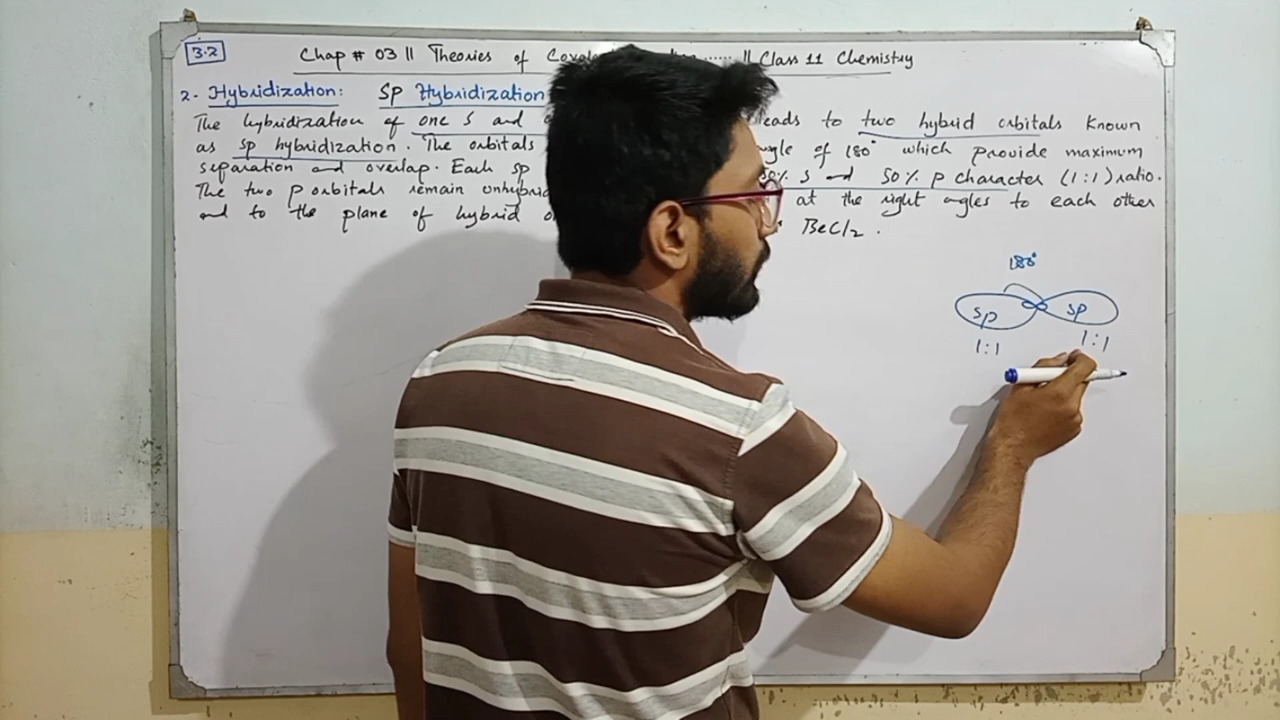 3.2
Chap # 03 || Theories of Coval ...... || Class 11 Chemistry
2. Hybridization: Sp Hybridization
The hybridization of one S and leads to two hybrid orbitals known
as sp hybridization. The orbitals angle of 180° which provide maximum
separation and overlap. Each sp 50% s and 50% p character (1:1) ratio.
The two p orbitals remain unhybrid at the right angles to each other
and to the plane of hybrid BeCl2.
180°
sp sp
1:1 1:1